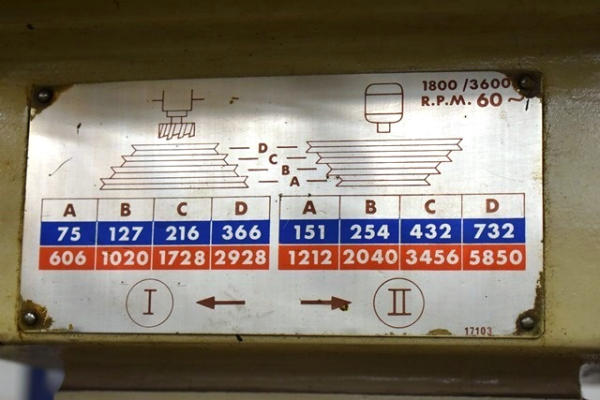 1800/3600
R.P.M. 60~
D
C
B
A
A B C D A B C D
75 127 216 366 151 254 432 732
606 1020 1728 2928 1212 2040 3456 5850
I II
17103